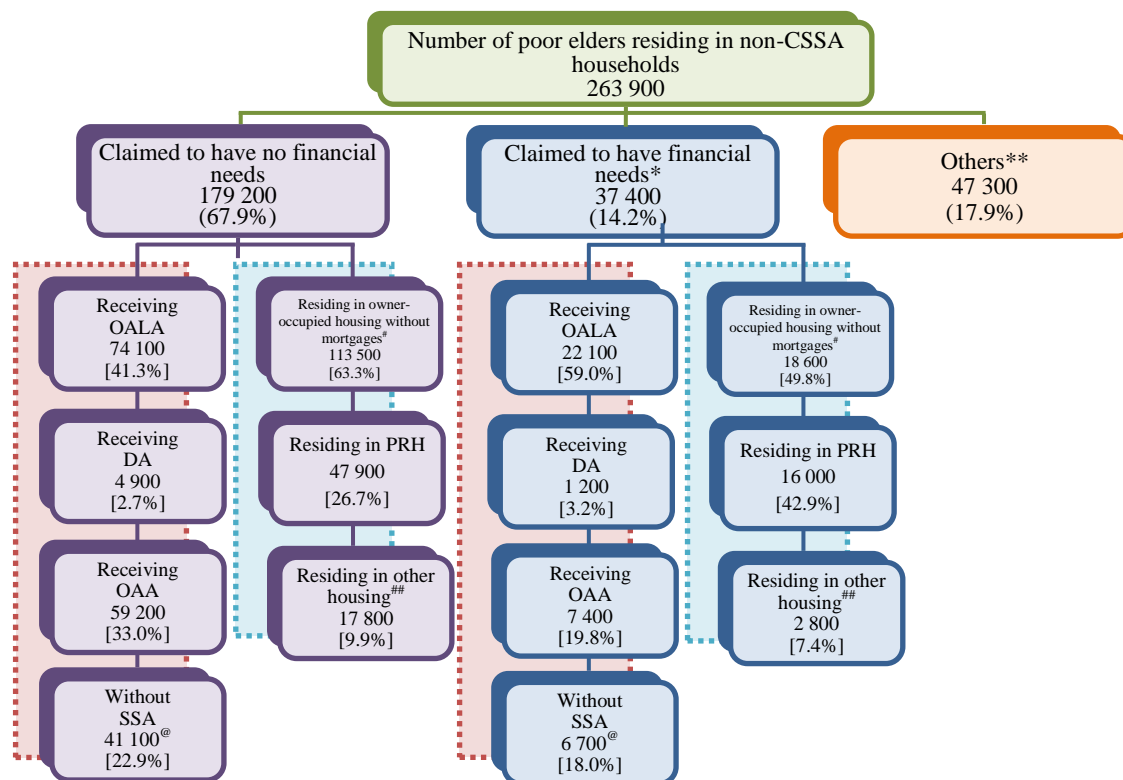 Number of poor elders residing in non-CSSA
households
263 900
Claimed to have no financial
needs
179 200
(67.9%)
Claimed to have financial
needs*
37 400
(14.2%)
Others**
47 300
(17.9%)
Receiving
OALA
74 100
[41.3%]
Receiving
DA
4 900
[2.7%]
Receiving
OAA
59 200
[33.0%]
Without
SSA
41 100@
[22.9%]
Residing in owner-
occupied housing without
mortgages#
113 500
[63.3%]
Residing in PRH
47 900
[26.7%]
Residing in other
housing##
17 800
[9.9%]
Receiving
OALA
22 100
[59.0%]
Receiving
DA
1 200
[3.2%]
Receiving
OAA
7 400
[19.8%]
Without
SSA
6 700@
[18.0%]
Residing in owner-
occupied housing without
mortgages#
18 600
[49.8%]
Residing in PRH
16 000
[42.9%]
Residing in other
housing##
2 800
[7.4%]